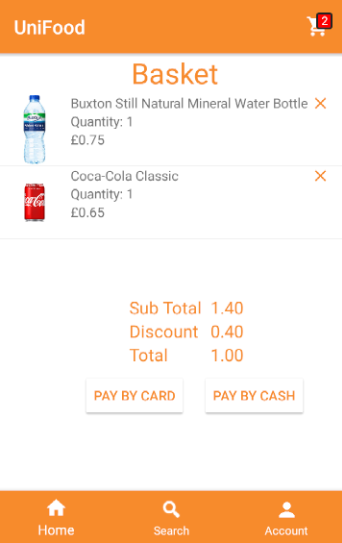 UniFood
2
Basket
Buxton Still Natural Mineral Water Bottle
Quantity: 1
£0.75
Coca-Cola Classic
Quantity: 1
£0.65
Sub Total 1.40
Discount 0.40
Total 1.00
PAY BY CARD PAY BY CASH
Home Search Account